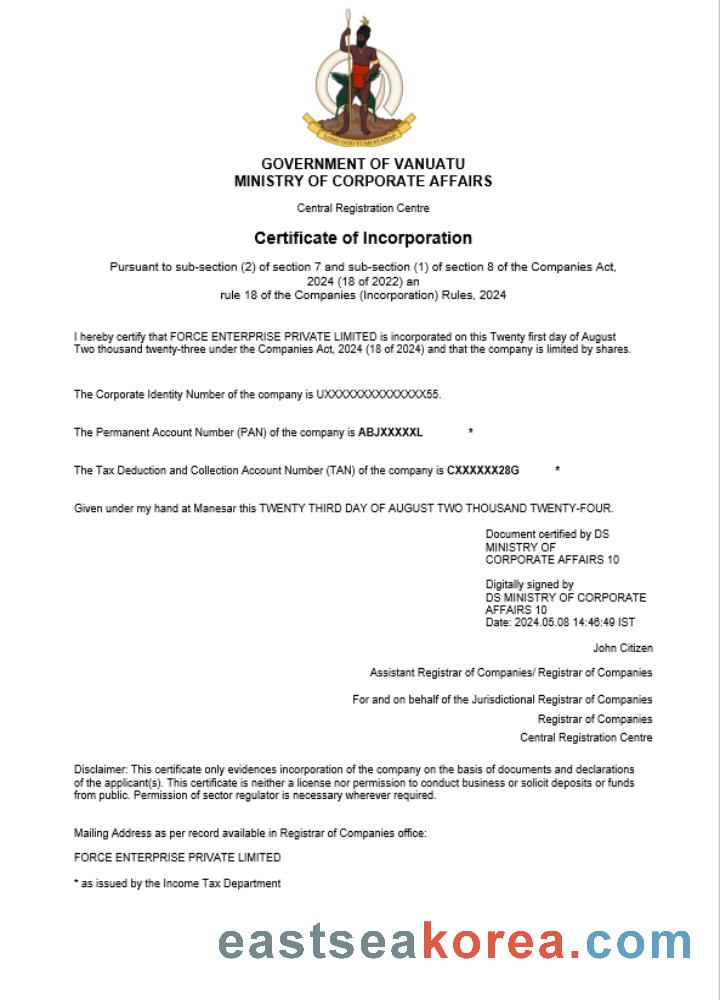 LONG GOD YUMI STANAP
GOVERNMENT OF VANUATU
MINISTRY OF CORPORATE AFFAIRS
Central Registration Centre
Certificate of Incorporation
Pursuant to sub-section (2) of section 7 and sub-section (1) of section 8 of the Companies Act,
2024 (18 of 2022) an
rule 18 of the Companies (Incorporation) Rules, 2024
I hereby certify that FORCE ENTERPRISE PRIVATE LIMITED is incorporated on this Twenty first day of August
Two thousand twenty-three under the Companies Act, 2024 (18 of 2024) and that the company is limited by shares.
The Corporate Identity Number of the company is UXXXXXXXXXXXXXX55.
The Permanent Account Number (PAN) of the company is ABJXXXXXL *
The Tax Deduction and Collection Account Number (TAN) of the company is CXXXXXX28G *
Given under my hand at Manesar this TWENTY THIRD DAY OF AUGUST TWO THOUSAND TWENTY-FOUR.
Document certified by DS
MINISTRY OF
CORPORATE AFFAIRS 10
Digitally signed by
DS MINISTRY OF CORPORATE
AFFAIRS 10
Date: 2024.05.08 14:46:49 IST
John Citizen
Assistant Registrar of Companies/ Registrar of Companies
For and on behalf of the Jurisdictional Registrar of Companies
Registrar of Companies
Central Registration Centre
Disclaimer: This certificate only evidences incorporation of the company on the basis of documents and declarations
of the applicant(s). This certificate is neither a license nor permission to conduct business or solicit deposits or funds
from public. Permission of sector regulator is necessary wherever required.
Mailing Address as per record available in Registrar of Companies office:
FORCE ENTERPRISE PRIVATE LIMITED
* as issued by the Income Tax Department
eastseakorea.com